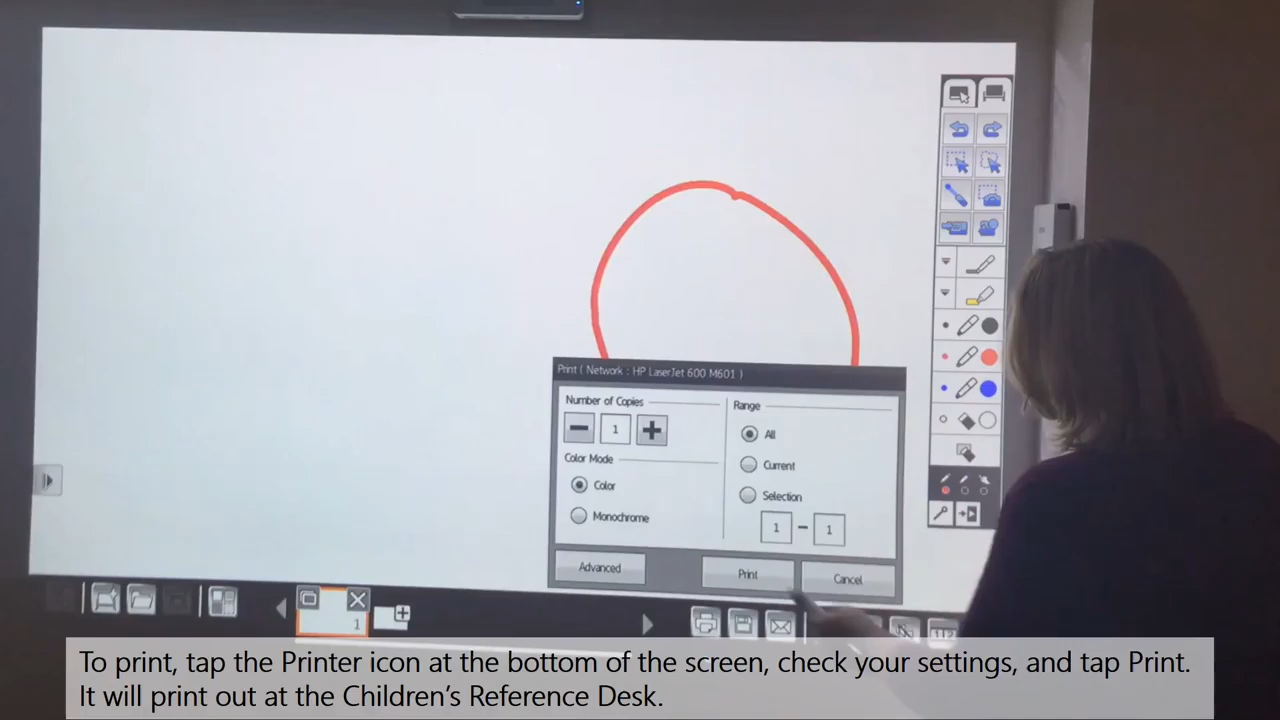 Print ( Network : HP LaserJet 600 M601 )
Number of Copies
1
Color Mode
Color
Monochrome
Range
All
Current
Selection
1 - 1
Advanced
Print
Cancel
1
To print, tap the Printer icon at the bottom of the screen, check your settings, and tap Print.
It will print out at the Children’s Reference Desk.